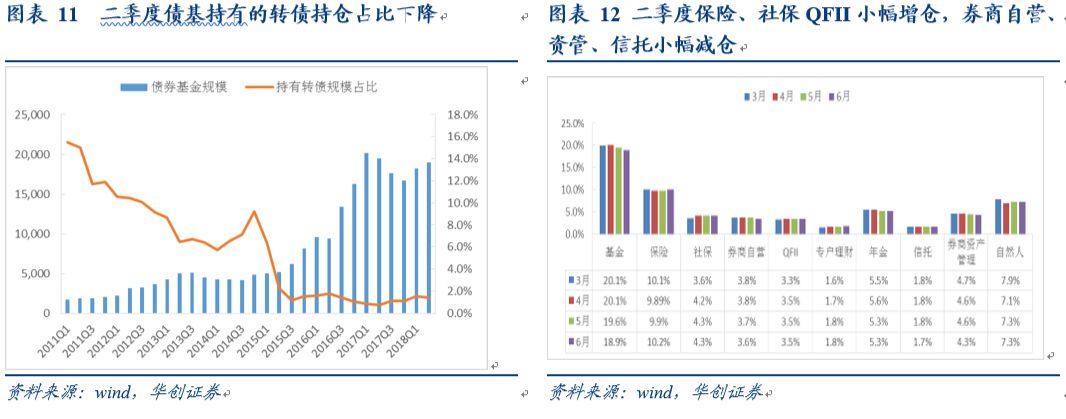 图表 11 二季度债基持有的转债持仓占比下降
债券基金规模 持有转债规模占比
25,000
20,000
15,000
10,000
5,000
0
18.0%
16.0%
14.0%
12.0%
10.0%
8.0%
6.0%
4.0%
2.0%
0.0%
2011Q1 2011Q3 2012Q1 2012Q3 2013Q1 2013Q3 2014Q1 2014Q3 2015Q1 2015Q3 2016Q1 2016Q3 2017Q1 2017Q3 2018Q1
资料来源：wind，华创证券
图表 12 二季度保险、社保 QFII 小幅增仓，券商自营、
资管、信托小幅减仓
3月 4月 5月 6月
25.0%
20.0%
15.0%
10.0%
5.0%
0.0%
基金 保险 社保 券商自营 QFII 专户理财 年金 信托 券商资产管理 自然人
3月 20.1% 10.1% 3.6% 3.8% 3.3% 1.6% 5.5% 1.8% 4.7% 7.9%
4月 20.1% 9.89% 4.2% 3.8% 3.5% 1.7% 5.6% 1.8% 4.6% 7.1%
5月 19.6% 9.9% 4.3% 3.7% 3.5% 1.8% 5.3% 1.8% 4.6% 7.3%
6月 18.9% 10.2% 4.3% 3.6% 3.5% 1.8% 5.3% 1.7% 4.3% 7.3%
资料来源：wind，华创证券